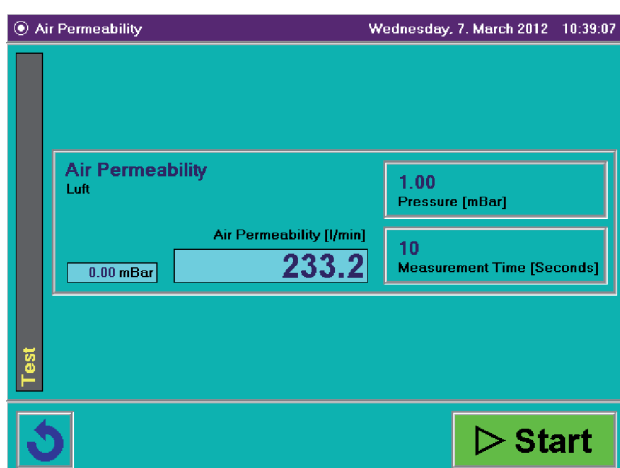 Air Permeability
Wednesday, 7. March 2012 10:39:07
Air Permeability
Luft
1.00
Pressure [mBar]
Air Permeability [l/min]
0.00 mBar
233.2
10
Measurement Time [Seconds]
Test
Start